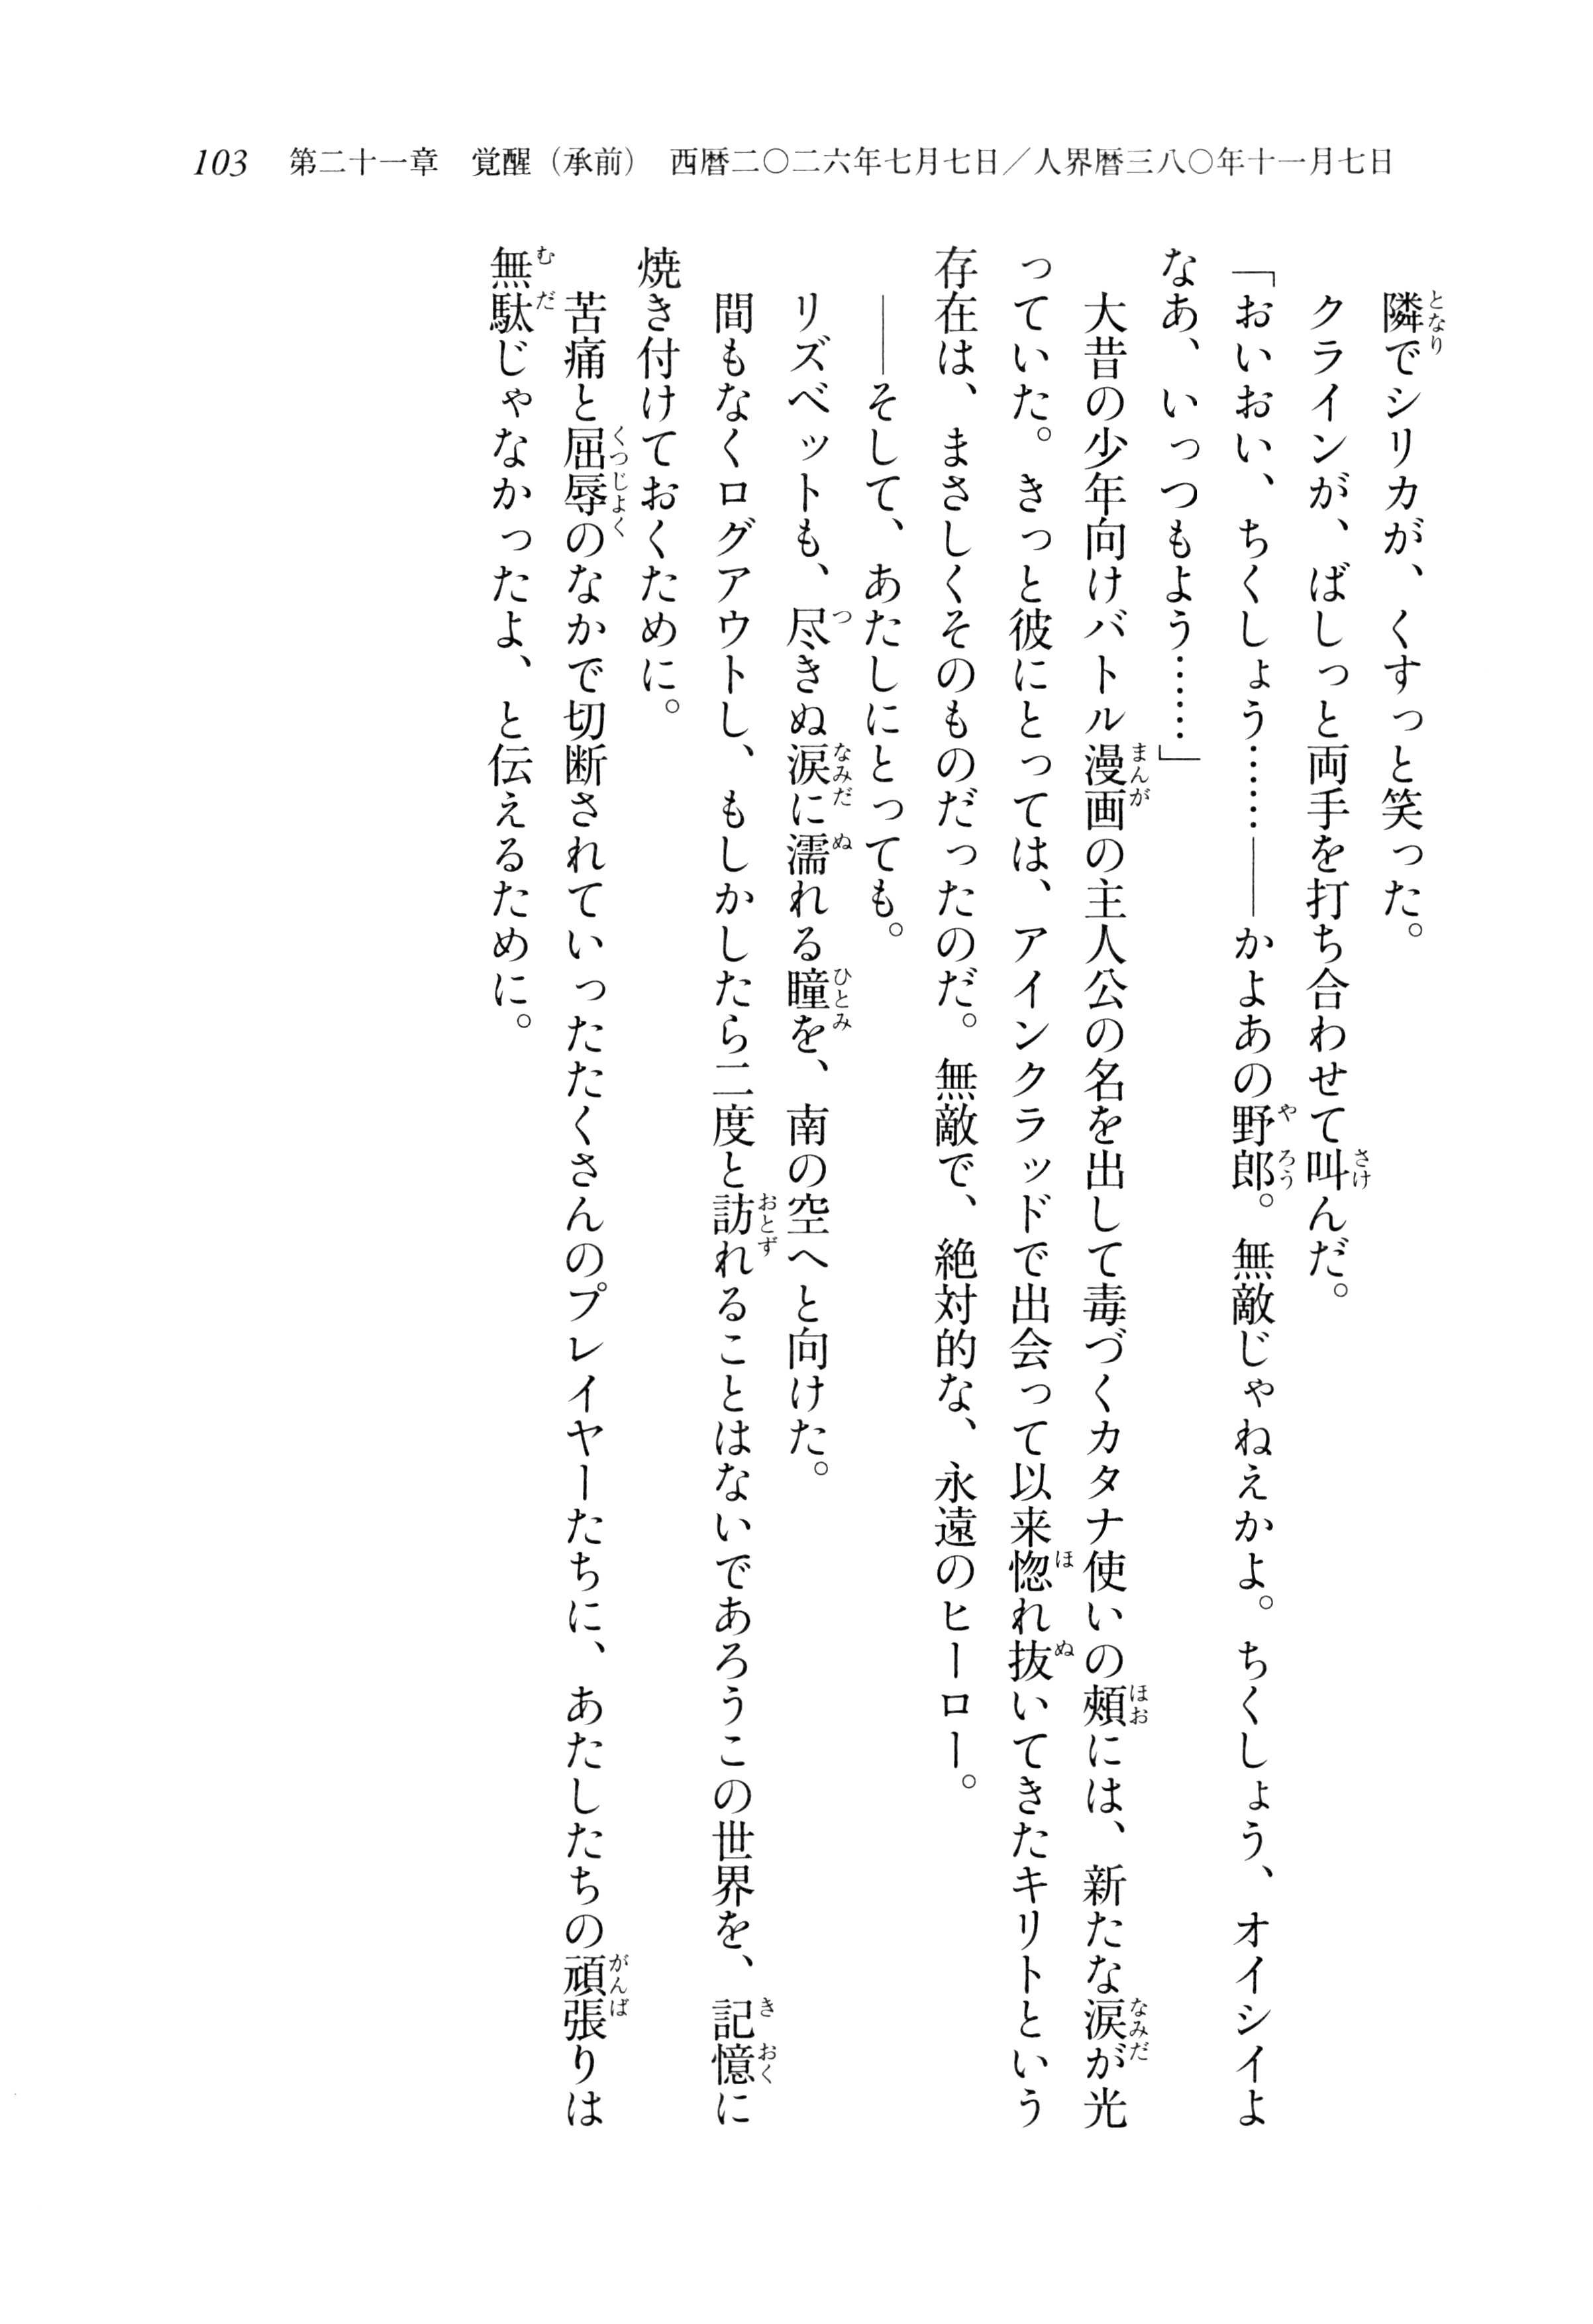 103　第二十一章　覚醒（承前）　西暦二〇二六年七月七日／人界暦三八〇年十一月七日
　隣でシリカが、くすっと笑った。
　クラインが、ばしっと両手を打ち合わせて叫んだ。
「おいおい、ちくしょう……――かよあの野郎。無敵じゃねえかよ。ちくしょう、オイシイよ
なあ、いっつもよう……」
　大昔の少年向けバトル漫画の主人公の名を出して毒づくカタナ使いの頰には、新たな涙が光
っていた。きっと彼にとっては、アインクラッドで出会って以来惚れ抜いてきたキリトという
存在は、まさしくそのものだったのだ。無敵で、絶対的な、永遠のヒーロー。
　――そして、あたしにとっても。
　リズベットも、尽きぬ涙に濡れる瞳を、南の空へと向けた。
　間もなくログアウトし、もしかしたら二度と訪れることはないであろうこの世界を、記憶に
焼き付けておくために。
　苦痛と屈辱のなかで切断されていったたくさんのプレイヤーたちに、あたしたちの頑張りは
無駄じゃなかったよ、と伝えるために。